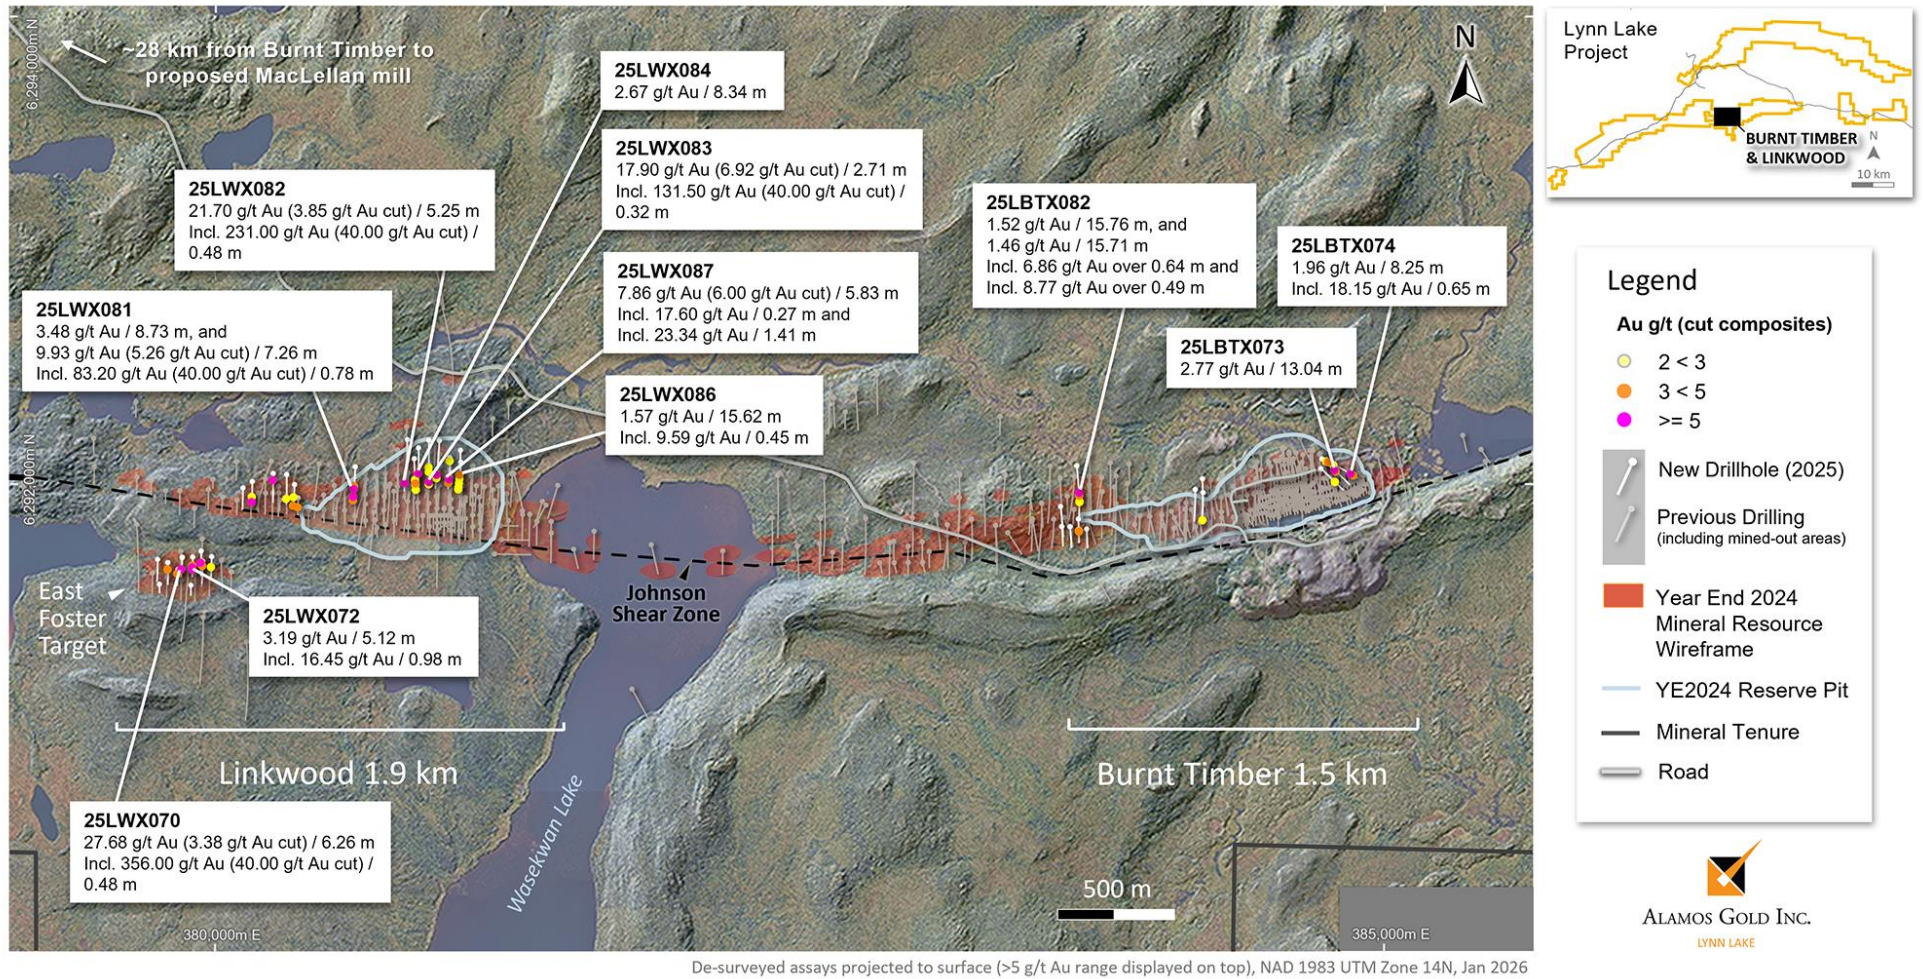 ~28 km from Burnt Timber to
proposed MacLellan mill
6,294,000m N
6,292,000m N
N
25LWX084
2.67 g/t Au / 8.34 m
25LWX083
17.90 g/t Au (6.92 g/t Au cut) / 2.71 m
Incl. 131.50 g/t Au (40.00 g/t Au cut) /
0.32 m
25LWX082
21.70 g/t Au (3.85 g/t Au cut) / 5.25 m
Incl. 231.00 g/t Au (40.00 g/t Au cut) /
0.48 m
25LWX087
7.86 g/t Au (6.00 g/t Au cut) / 5.83 m
Incl. 17.60 g/t Au / 0.27 m and
Incl. 23.34 g/t Au / 1.41 m
25LWX081
3.48 g/t Au / 8.73 m, and
9.93 g/t Au (5.26 g/t Au cut) / 7.26 m
Incl. 83.20 g/t Au (40.00 g/t Au cut) / 0.78 m
25LWX086
1.57 g/t Au / 15.62 m
Incl. 9.59 g/t Au / 0.45 m
25LBTX082
1.52 g/t Au / 15.76 m, and
1.46 g/t Au / 15.71 m
Incl. 6.86 g/t Au over 0.64 m and
Incl. 8.77 g/t Au over 0.49 m
25LBTX074
1.96 g/t Au / 8.25 m
Incl. 18.15 g/t Au / 0.65 m
25LBTX073
2.77 g/t Au / 13.04 m
East
Foster
Target
25LWX072
3.19 g/t Au / 5.12 m
Incl. 16.45 g/t Au / 0.98 m
Johnson
Shear Zone
Linkwood 1.9 km
Burnt Timber 1.5 km
25LWX070
27.68 g/t Au (3.38 g/t Au cut) / 6.26 m
Incl. 356.00 g/t Au (40.00 g/t Au cut) /
0.48 m
Wasekwan Lake
500 m
380,000m E
385,000m E
Lynn Lake
Project
BURNT TIMBER
& LINKWOOD
N
10 km
Legend
Au g/t (cut composites)
2 < 3
3 < 5
>= 5
New Drillhole (2025)
Previous Drilling
(including mined-out areas)
Year End 2024
Mineral Resource
Wireframe
YE2024 Reserve Pit
Mineral Tenure
Road
ALAMOS GOLD INC.
LYNN LAKE
De-surveyed assays projected to surface (>5 g/t Au range displayed on top), NAD 1983 UTM Zone 14N, Jan 2026